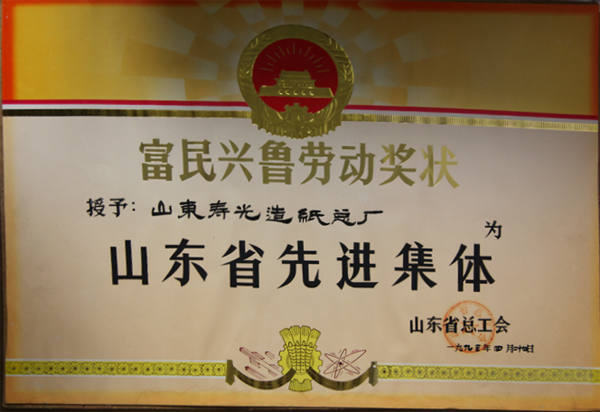 富民兴鲁劳动奖状
授予：山東寿光造紙总厂
为
山东省先进集体
山东省总工会